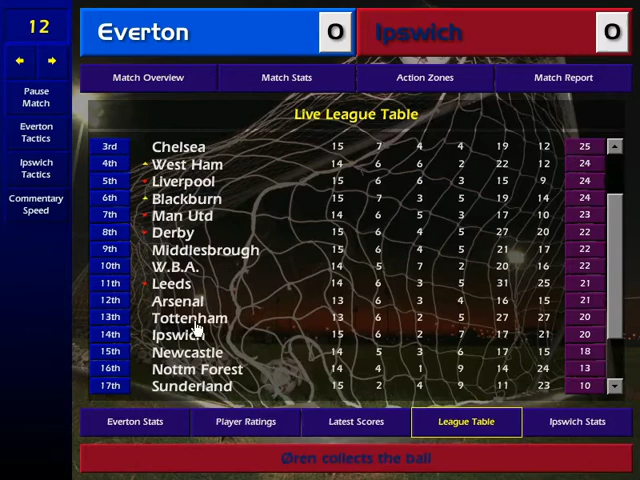 12
Everton 0
Ipswich 0
Pause
Match
Everton
Tactics
Ipswich
Tactics
Commentary
Speed
Match Overview
Match Stats
Action Zones
Match Report
Live League Table
3rd Chelsea 15 7 4 4 19 12 25
4th West Ham 14 6 6 2 22 12 24
5th Liverpool 15 6 6 3 15 9 24
6th Blackburn 15 7 3 5 19 14 24
7th Man Utd 14 6 5 3 17 10 23
8th Derby 15 6 4 5 27 20 22
9th Middlesbrough 15 6 4 5 21 17 22
10th W.B.A. 14 5 7 2 20 16 22
11th Leeds 14 6 3 5 31 25 21
12th Arsenal 13 6 3 4 16 15 21
13th Tottenham 13 6 2 5 27 27 20
14th Ipswich 15 6 2 7 17 21 20
15th Newcastle 14 5 3 6 17 15 18
16th Nottm Forest 14 4 1 9 14 24 13
17th Sunderland 15 2 4 9 11 23 10
Everton Stats
Player Ratings
Latest Scores
League Table
Ipswich Stats
Øren collects the ball